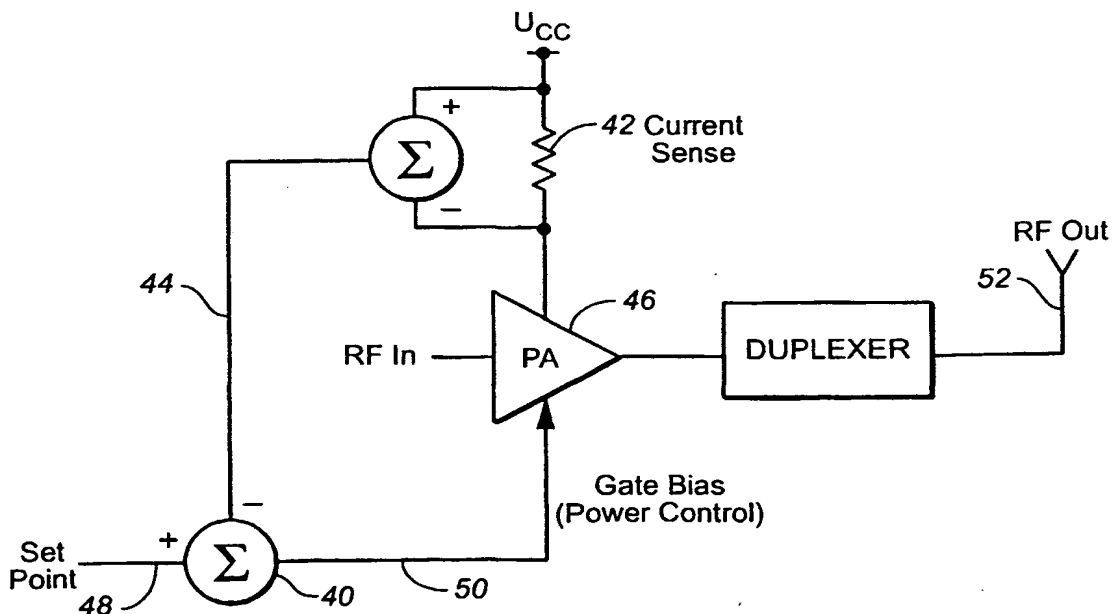 UCC
+
42 Current
Sense
Σ
−
RF Out
44
46
52
RF In
PA
DUPLEXER
Gate Bias
(Power Control)
−
+
Set
Point
Σ
48
40
50